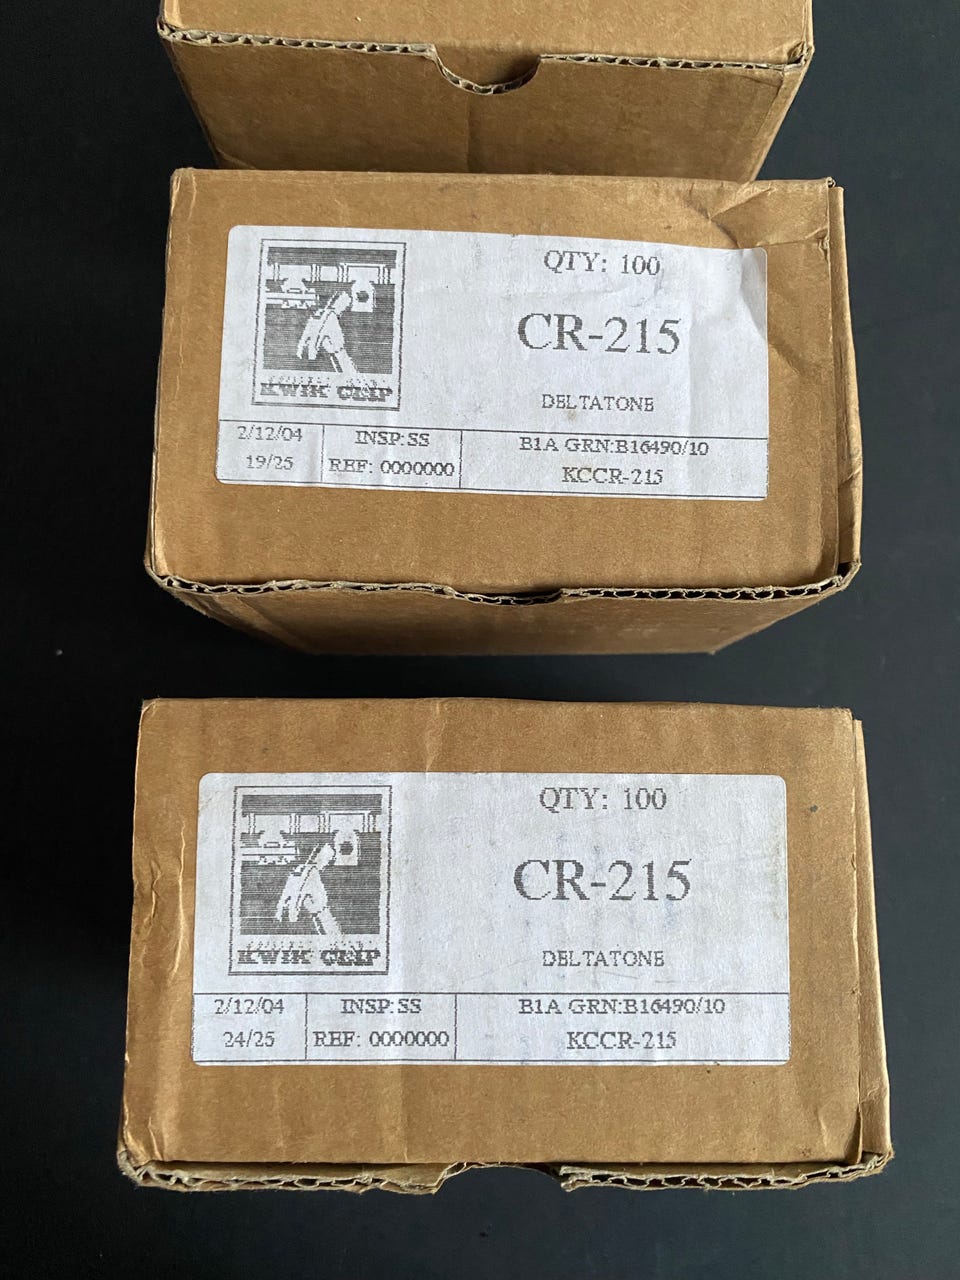 QTY: 100
CR-215
DELTATONE
KWIK CLIP
2/12/04
19/25
INSP:SS
REF: 0000000
B1A GRN:B16490/10
KCCR-215
QTY: 100
CR-215
DELTATONE
KWIK CLIP
2/12/04
24/25
INSP:SS
REF: 0000000
B1A GRN:B16490/10
KCCR-215